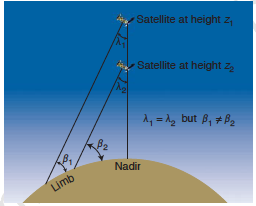 Satellite at height z₁
λ₁
Satellite at height z₂
λ₂
λ₁ = λ₂ but β₁ ≠ β₂
β₁
β₂
Nadir
Limb